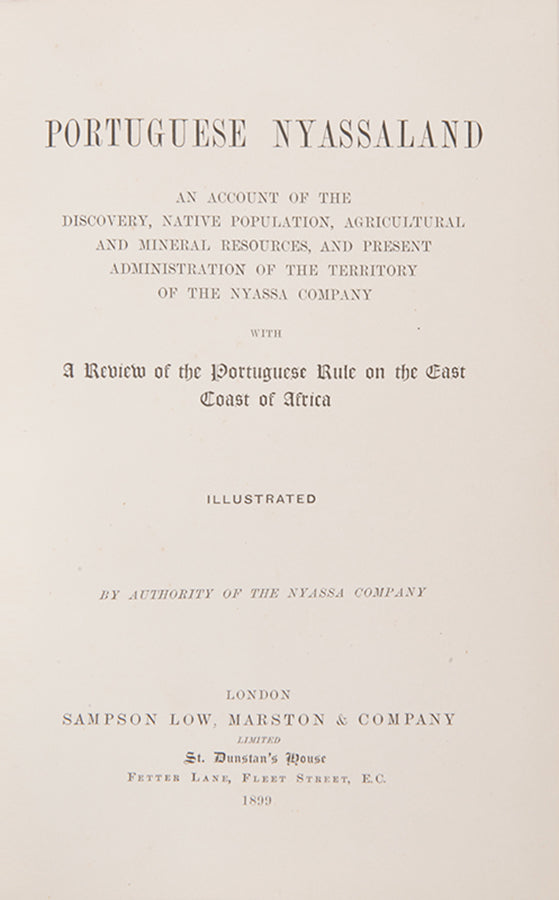 PORTUGUESE NYASSALAND
AN ACCOUNT OF THE
DISCOVERY, NATIVE POPULATION, AGRICULTURAL
AND MINERAL RESOURCES, AND PRESENT
ADMINISTRATION OF THE TERRITORY
OF THE NYASSA COMPANY
WITH
A Review of the Portuguese Rule on the East
Coast of Africa
ILLUSTRATED
BY AUTHORITY OF THE NYASSA COMPANY
LONDON
SAMPSON LOW, MARSTON & COMPANY
LIMITED
St. Dunstan's House
FETTER LANE, FLEET STREET, E.C.
1899